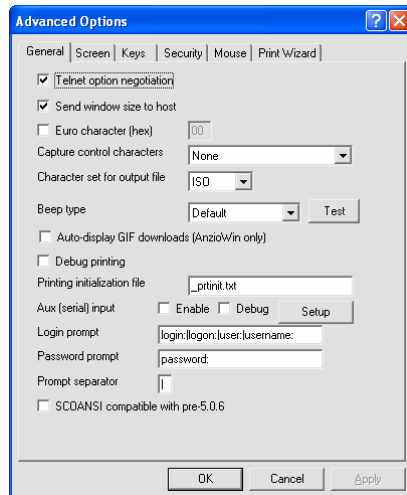 Advanced Options
General Screen Keys Security Mouse Print Wizard
Telnet option negotiation
Send window size to host
Euro character (hex) 00
Capture control characters None
Character set for output file ISO
Beep type Default Test
Auto-display GIF downloads (AnzioWin only)
Debug printing
Printing initialization file _prtinit.txt
Aux (serial) input Enable Debug Setup
Login prompt login:|logon:|user:|username:
Password prompt password:
Prompt separator |
SCOANSI compatible with pre-5.0.6
OK Cancel Apply